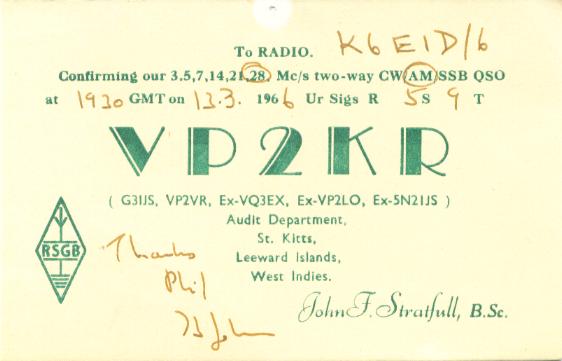 To RADIO. K6EID/6
Confirming our 3.5,7,14,21,28, Mc/s two-way CW/AM/SSB QSO
at 1930 GMT on 13.3. 1966 Ur Sigs R 5 S 9 T
VP2KR
( G3IJS, VP2VR, Ex-VQ3EX, Ex-VP2LO, Ex-5N2IJS )
Audit Department,
St. Kitts,
Leeward Islands,
West Indies.
RSGB
Thanks
Phil
73 John
John F. Stratfull, B.Sc.